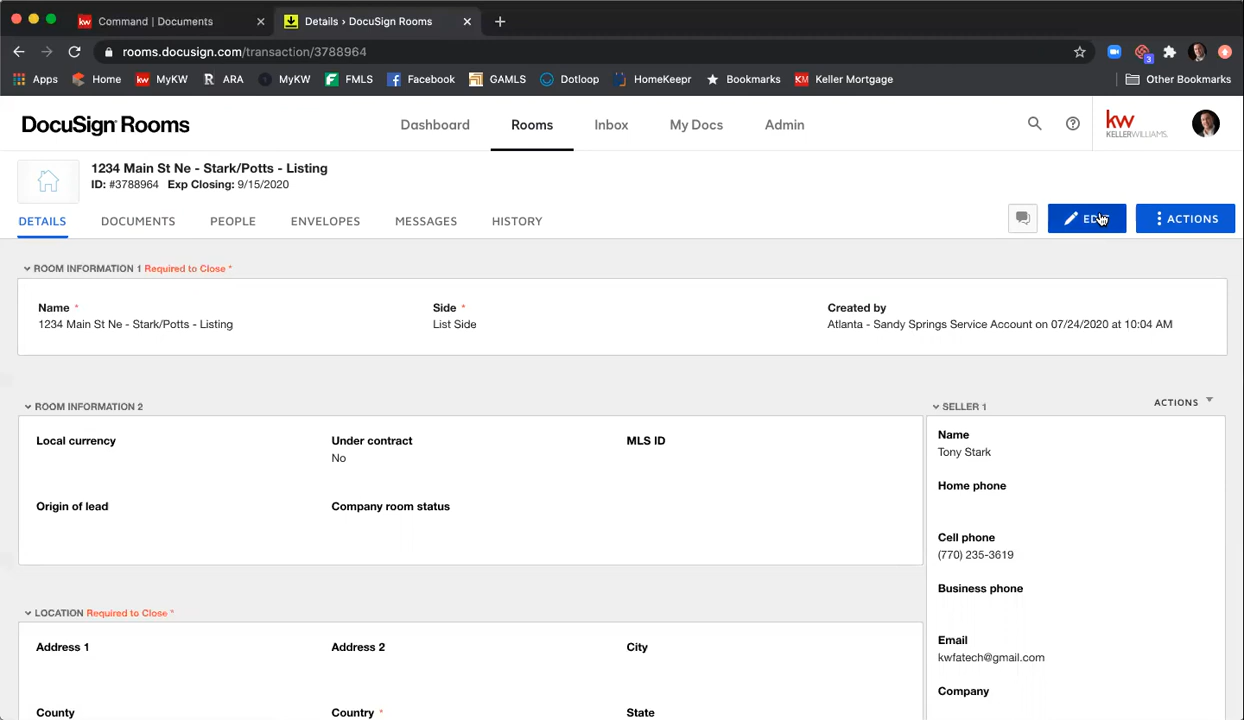 Command | Documents
Details › DocuSign Rooms
rooms.docusign.com/transaction/3788964
3
Apps Home kw MyKW R ARA MyKW FMLS Facebook GAMLS Dotloop HomeKeepr Bookmarks KM Keller Mortgage Other Bookmarks
DocuSign Rooms
Dashboard Rooms Inbox My Docs Admin
kw
KELLERWILLIAMS.
1234 Main St Ne - Stark/Potts - Listing
ID: #3788964 Exp Closing: 9/15/2020
DETAILS DOCUMENTS PEOPLE ENVELOPES MESSAGES HISTORY
EDIT
ACTIONS
ROOM INFORMATION 1 Required to Close *
Name * Side * Created by
1234 Main St Ne - Stark/Potts - Listing List Side Atlanta - Sandy Springs Service Account on 07/24/2020 at 10:04 AM
ROOM INFORMATION 2
Local currency Under contract MLS ID
No
Origin of lead Company room status
LOCATION Required to Close *
Address 1 Address 2 City
County Country * State
SELLER 1 ACTIONS
Name
Tony Stark
Home phone
Cell phone
(770) 235-3619
Business phone
Email
kwfatech@gmail.com
Company